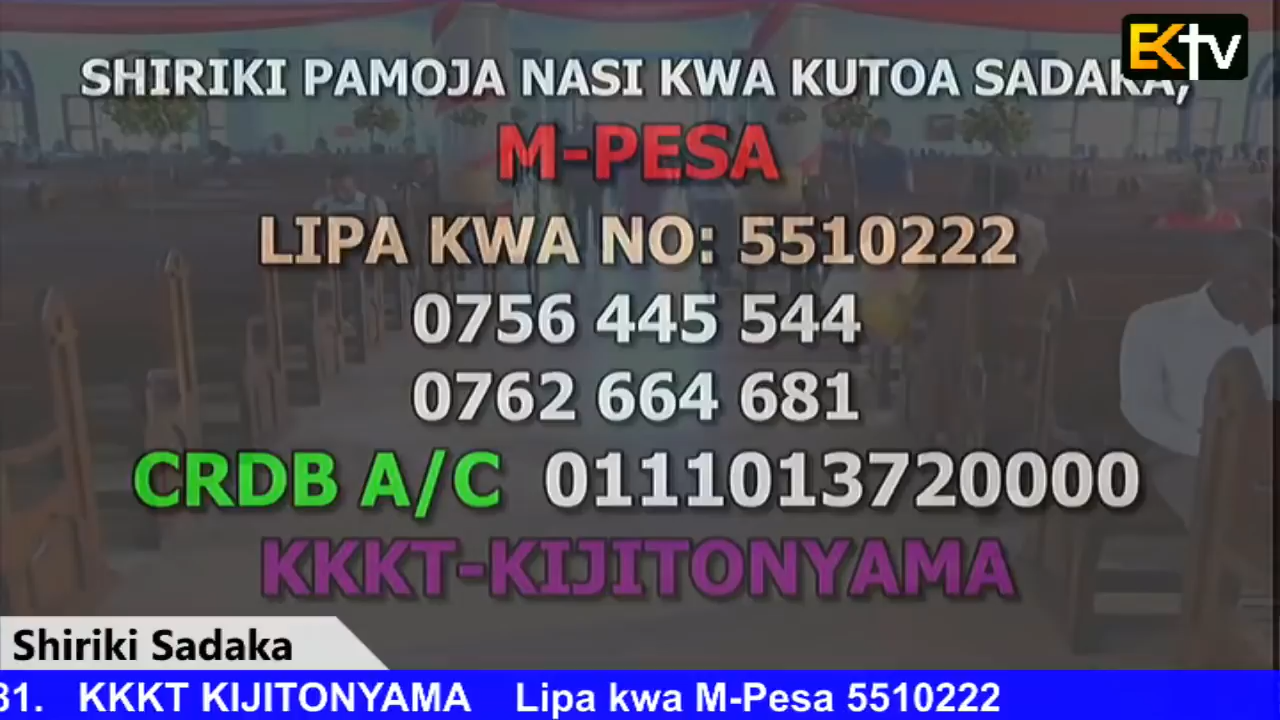 EKTV
SHIRIKI PAMOJA NASI KWA KUTOA SADAKA,
M-PESA
LIPA KWA NO: 5510222
0756 445 544
0762 664 681
CRDB A/C 0111013720000
KKKT-KIJITONYAMA
Shiriki Sadaka
81. KKKT KIJITONYAMA Lipa kwa M-Pesa 5510222